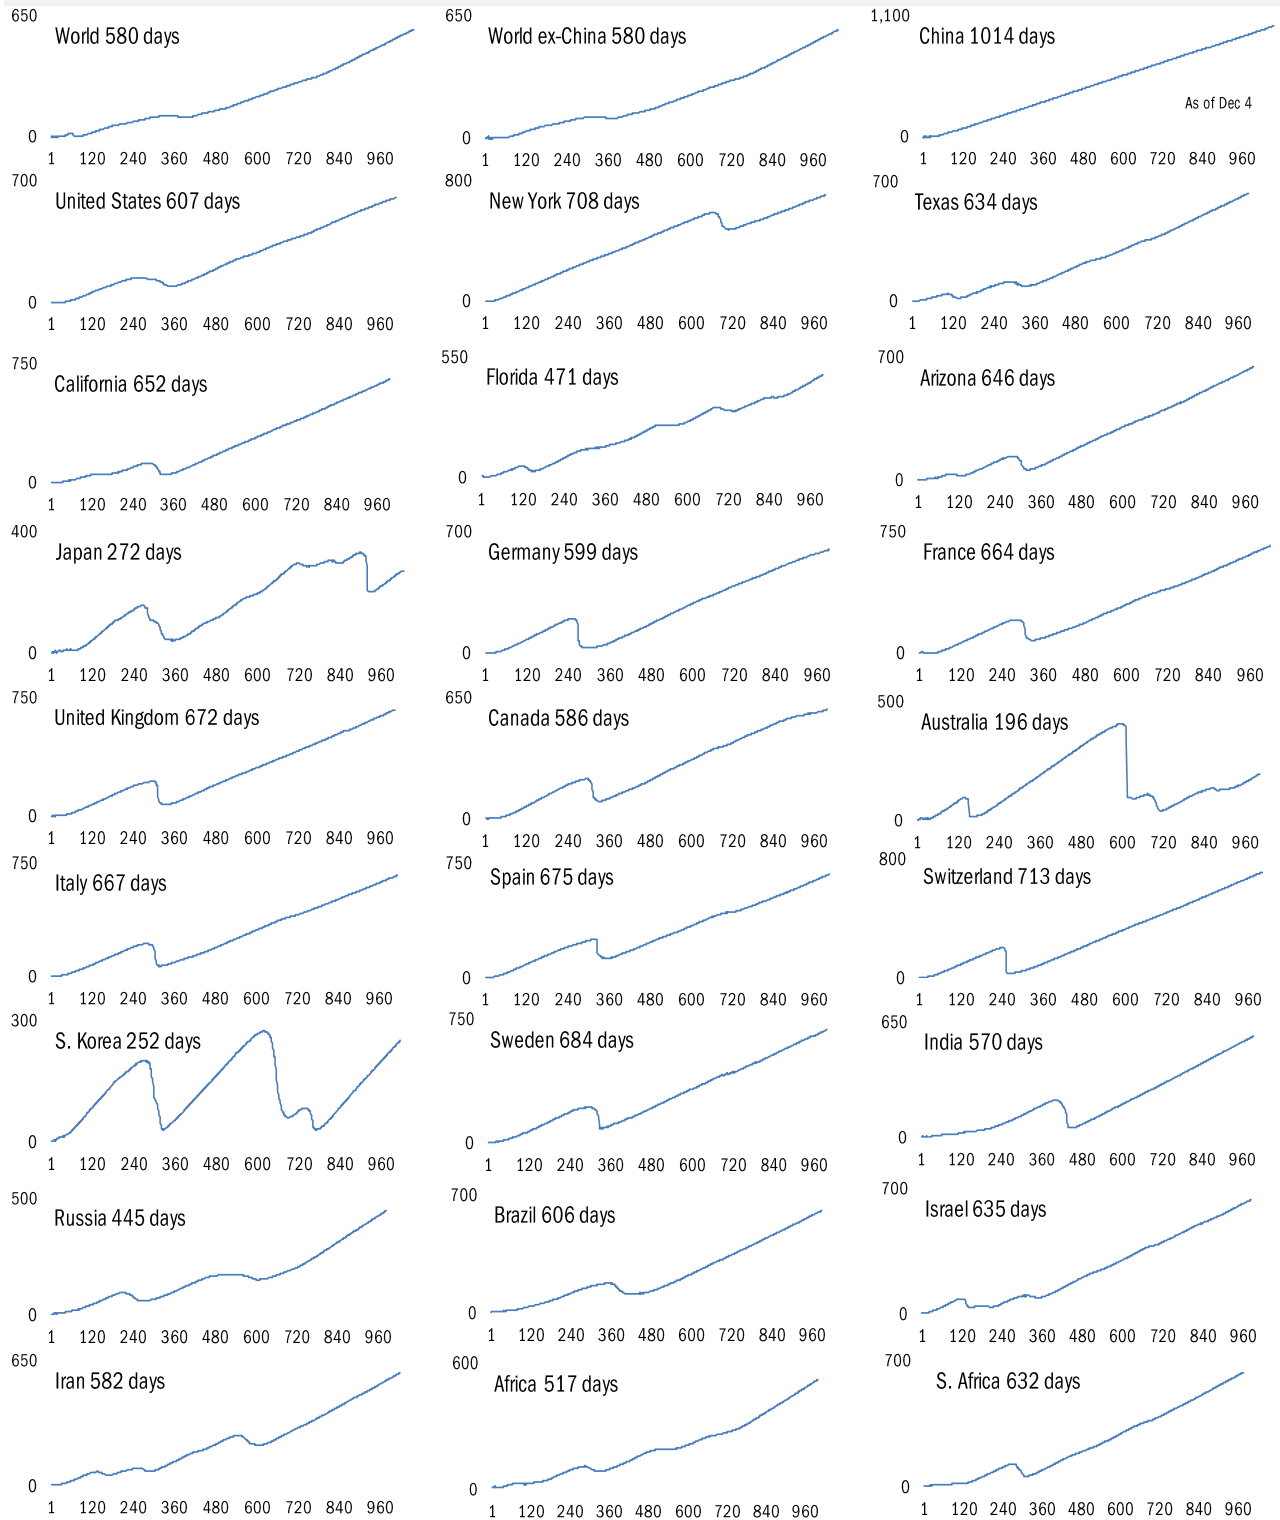 650 650 1,100
World 580 days World ex-China 580 days China 1014 days
As of Dec 4
0 0 0
1 120 240 360 480 600 720 840 960 1 120 240 360 480 600 720 840 960 1 120 240 360 480 600 720 840 960
700 800 700
United States 607 days New York 708 days Texas 634 days
0 0 0
1 120 240 360 480 600 720 840 960 1 120 240 360 480 600 720 840 960 1 120 240 360 480 600 720 840 960
750 550 700
California 652 days Florida 471 days Arizona 646 days
0 0 0
1 120 240 360 480 600 720 840 960 1 120 240 360 480 600 720 840 960 1 120 240 360 480 600 720 840 960
400 700 750
Japan 272 days Germany 599 days France 664 days
0 0 0
1 120 240 360 480 600 720 840 960 1 120 240 360 480 600 720 840 960 1 120 240 360 480 600 720 840 960
750 650 500
United Kingdom 672 days Canada 586 days Australia 196 days
0 0 0
1 120 240 360 480 600 720 840 960 1 120 240 360 480 600 720 840 960 1 120 240 360 480 600 720 840 960
750 750 800
Italy 667 days Spain 675 days Switzerland 713 days
0 0 0
1 120 240 360 480 600 720 840 960 1 120 240 360 480 600 720 840 960 1 120 240 360 480 600 720 840 960
300 750 650
S. Korea 252 days Sweden 684 days India 570 days
0 0 0
1 120 240 360 480 600 720 840 960 1 120 240 360 480 600 720 840 960 1 120 240 360 480 600 720 840 960
500 700 700
Russia 445 days Brazil 606 days Israel 635 days
0 0 0
1 120 240 360 480 600 720 840 960 1 120 240 360 480 600 720 840 960 1 120 240 360 480 600 720 840 960
650 600 700
Iran 582 days Africa 517 days S. Africa 632 days
0 0 0
1 120 240 360 480 600 720 840 960 1 120 240 360 480 600 720 840 960 1 120 240 360 480 600 720 840 960